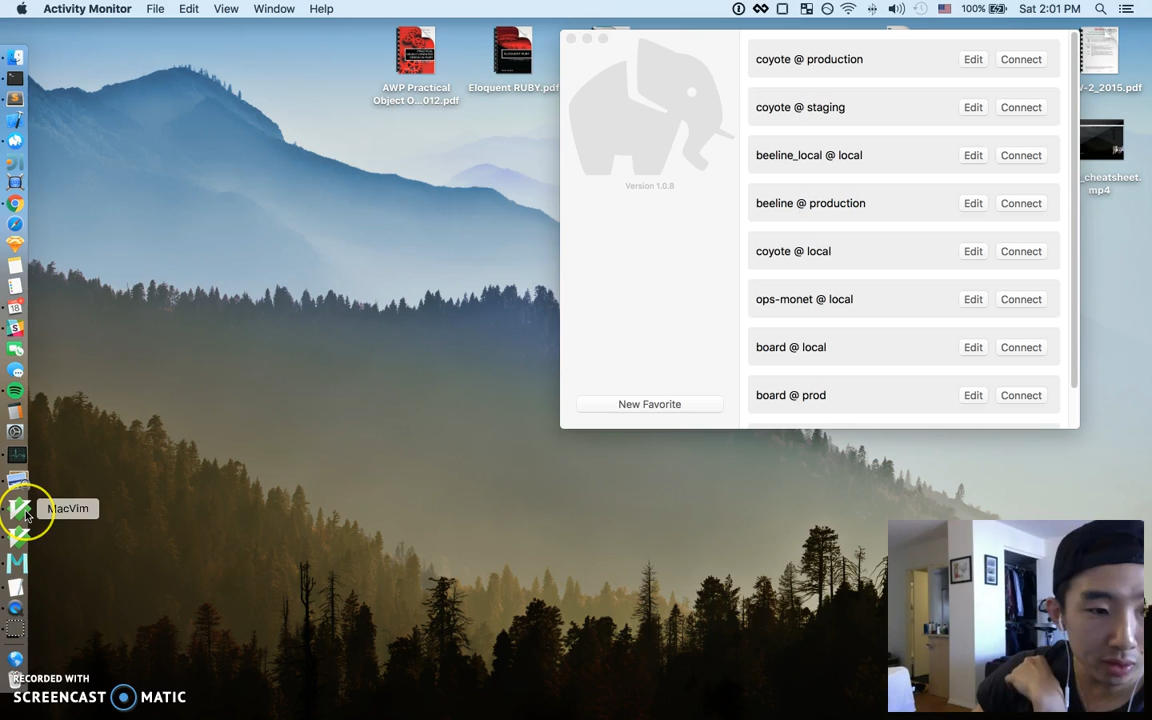 Activity Monitor File Edit View Window Help
100% Sat 2:01 PM
AWP Practical
Object O...012.pdf
Eloquent RUBY.pdf
V-2_2015.pdf
_cheatsheet.
mp4
Version 1.0.8
New Favorite
coyote @ production Edit Connect
coyote @ staging Edit Connect
beeline_local @ local Edit Connect
beeline @ production Edit Connect
coyote @ local Edit Connect
ops-monet @ local Edit Connect
board @ local Edit Connect
board @ prod Edit Connect
18
MacVim
RECORDED WITH
SCREENCAST MATIC